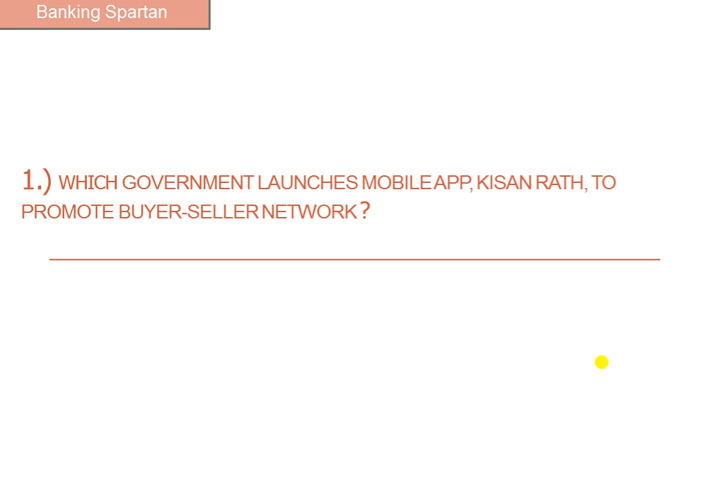 Banking Spartan
1.) WHICH GOVERNMENT LAUNCHES MOBILE APP, KISAN RATH, TO
PROMOTE BUYER-SELLER NETWORK?